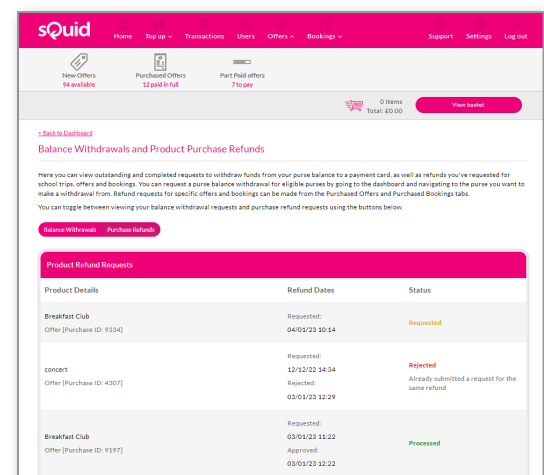 sQuid
Home Top up Transactions Users Offers Bookings Support Settings Log out
New Offers Purchased Offers Part Paid offers
94 available 12 paid in full 7 to pay
0 Items
Total: £0.00
View basket
< Back to Dashboard
Balance Withdrawals and Product Purchase Refunds
Here you can view outstanding and completed requests to withdraw funds from your purse balance to a payment card, as well as refunds you've requested for
school trips, offers and bookings. You can request a purse balance withdrawal for eligible purses by going to the dashboard and navigating to the purse you want to
make a withdrawal from. Refund requests for specific offers and bookings can be made from the Purchased Offers and Purchased Bookings tabs.
You can toggle between viewing your balance withdrawal requests and purchase refund requests using the buttons below.
Balance Withrawals Purchase Refunds
Product Refund Requests
Product Details Refund Dates Status
Breakfast Club
Offer [Purchase ID: 9334]
Requested:
04/01/23 10:14
Requested
concert
Offer [Purchase ID: 4307]
Requested:
12/12/22 14:34
Rejected:
03/01/23 12:29
Rejected
Already submitted a request for the
same refund
Breakfast Club
Offer [Purchase ID: 9197]
Requested:
03/01/23 11:22
Approved:
03/01/23 12:22
Processed